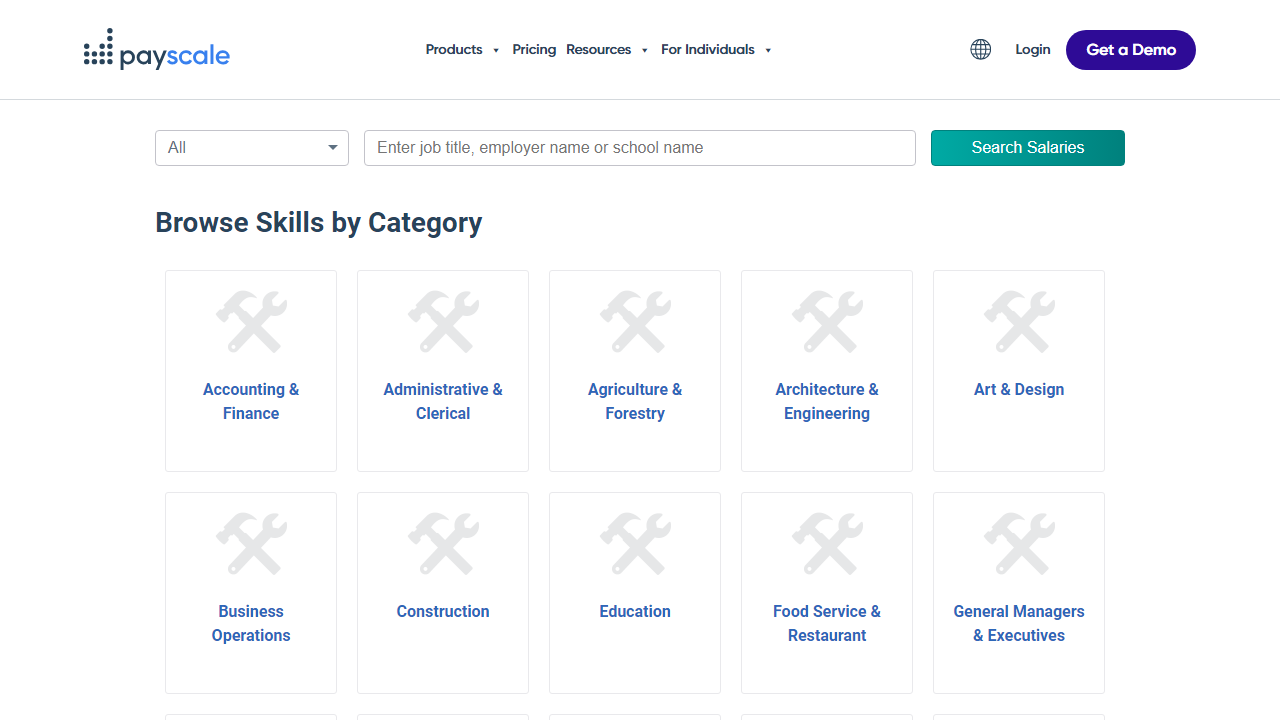 payscale
Products
Pricing
Resources
For Individuals
Login
Get a Demo
All
Enter job title, employer name or school name
Search Salaries
Browse Skills by Category
Accounting &
Finance
Administrative &
Clerical
Agriculture &
Forestry
Architecture &
Engineering
Art & Design
Business
Operations
Construction
Education
Food Service &
Restaurant
General Managers
& Executives